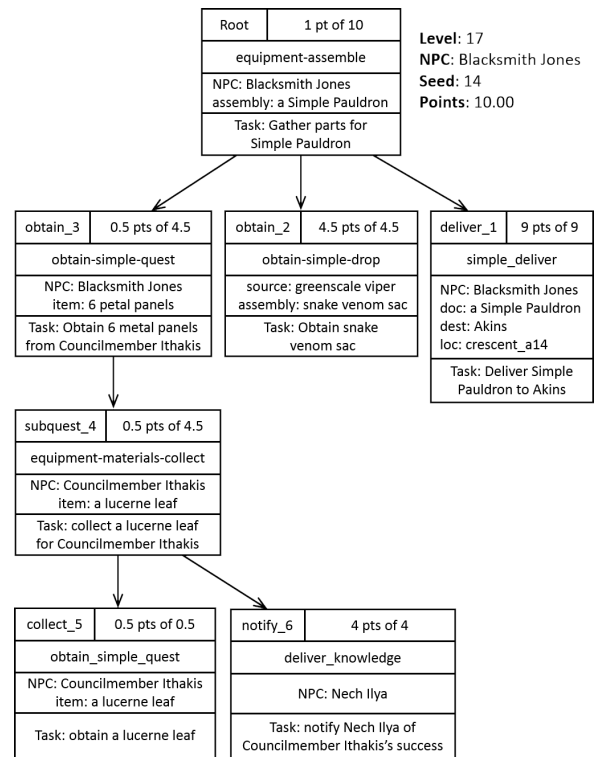 Root 1 pt of 10
equipment-assemble
NPC: Blacksmith Jones
assembly: a Simple Pauldron
Task: Gather parts for
Simple Pauldron
Level: 17
NPC: Blacksmith Jones
Seed: 14
Points: 10.00
obtain_3 0.5 pts of 4.5
obtain-simple-quest
NPC: Blacksmith Jones
item: 6 petal panels
Task: Obtain 6 metal panels
from Councilmember Ithakis
obtain_2 4.5 pts of 4.5
obtain-simple-drop
source: greenscale viper
assembly: snake venom sac
Task: Obtain snake
venom sac
deliver_1 9 pts of 9
simple_deliver
NPC: Blacksmith Jones
doc: a Simple Pauldron
dest: Akins
loc: crescent_a14
Task: Deliver Simple
Pauldron to Akins
subquest_4 0.5 pts of 4.5
equipment-materials-collect
NPC: Councilmember Ithakis
item: a lucerne leaf
Task: collect a lucerne leaf
for Councilmember Ithakis
collect_5 0.5 pts of 0.5
obtain_simple_quest
NPC: Councilmember Ithakis
item: a lucerne leaf
Task: obtain a lucerne leaf
notify_6 4 pts of 4
deliver_knowledge
NPC: Nech Ilya
Task: notify Nech Ilya of
Councilmember Ithakis's success